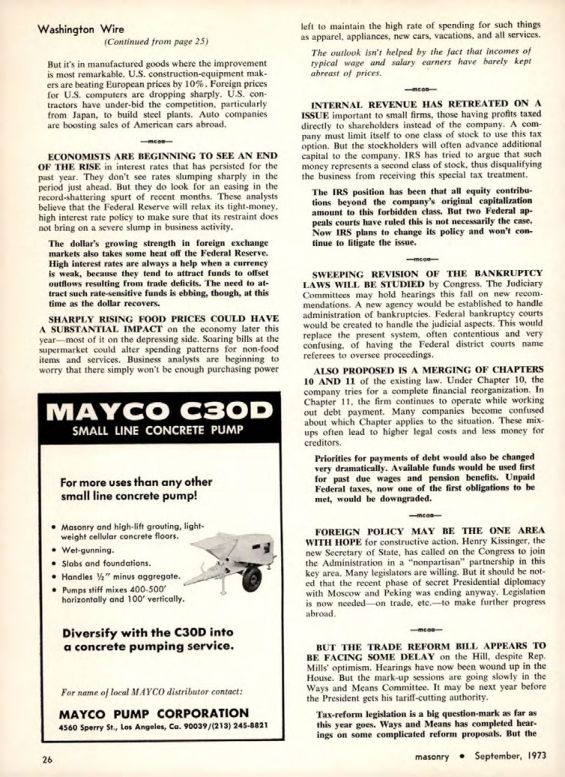 Washington Wire
(Continued from page 25)
But it's in manufactured goods where the improvement
is most remarkable. U.S. construction-equipment mak-
ers are beating European prices by 10%. Foreign prices
for U.S. computers are dropping sharply. U.S. con-
tractors have under-bid the competition, particularly
from Japan, to build steel plants. Auto companies
are boosting sales of American cars abroad.
—mcaa—
ECONOMISTS ARE BEGINNING TO SEE AN END
OF THE RISE in interest rates that has persisted for the
past year. They don't see rates slumping sharply in the
period just ahead. But they do look for an easing in the
record-shattering spurt of recent months. These analysts
believe that the Federal Reserve will relax its tight-money,
high interest rate policy to make sure that its restraint does
not bring on a severe slump in business activity.
The dollar's growing strength in foreign exchange
markets also takes some heat off the Federal Reserve.
High interest rates are always a help when a currency
is weak, because they tend to attract funds to offset
outflows resulting from trade deficits. The need to at-
tract such rate-sensitive funds is ebbing, though, at this
time as the dollar recovers.
SHARPLY RISING FOOD PRICES COULD HAVE
A SUBSTANTIAL IMPACT on the economy later this
year—most of it on the depressing side. Soaring bills at the
supermarket could alter spending patterns for non-food
items and services. Business analysts are beginning to
worry that there simply won't be enough purchasing power
MAYCO C30D
SMALL LINE CONCRETE PUMP
For more uses than any other
small line concrete pump!
• Masonry and high-lift grouting, light-
weight cellular concrete floors.
• Wet-gunning.
• Slabs and foundations.
• Handles ½" minus aggregate.
• Pumps stiff mixes 400-500'
horizontally and 100' vertically.
Diversify with the C30D into
a concrete pumping service.
For name of local MAYCO distributor contact:
MAYCO PUMP CORPORATION
4560 Sperry St., Los Angeles, Ca. 90039/(213) 245-8821
26
left to maintain the high rate of spending for such things
as apparel, appliances, new cars, vacations, and all services.
The outlook isn't helped by the fact that incomes of
typical wage and salary earners have barely kept
abreast of prices.
—mcaa—
INTERNAL REVENUE HAS RETREATED ON A
ISSUE important to small firms, those having profits taxed
directly to shareholders instead of the company. A com-
pany must limit itself to one class of stock to use this tax
option. But the stockholders will often advance additional
capital to the company. IRS has tried to argue that such
money represents a second class of stock, thus disqualifying
the business from receiving this special tax treatment.
The IRS position has been that all equity contribu-
tions beyond the company's original capitalization
amount to this forbidden class. But two Federal ap-
peals courts have ruled this is not necessarily the case.
Now IRS plans to change its policy and won't con-
tinue to litigate the issue.
—mcaa—
SWEEPING REVISION OF THE BANKRUPTCY
LAWS WILL BE STUDIED by Congress. The Judiciary
Committees may hold hearings this fall on new recom-
mendations. A new agency would be established to handle
administration of bankruptcies. Federal bankruptcy courts
would be created to handle the judicial aspects. This would
replace the present system, often contentious and very
confusing, of having the Federal district courts name
referees to oversee proceedings.
ALSO PROPOSED IS A MERGING OF CHAPTERS
10 AND 11 of the existing law. Under Chapter 10, the
company tries for a complete financial reorganization. In
Chapter 11, the firm continues to operate while working
out debt payment. Many companies become confused
about which Chapter applies to the situation. These mix-
ups often lead to higher legal costs and less money for
creditors.
Priorities for payments of debt would also be changed
very dramatically. Available funds would be used first
for past due wages and pension benefits. Unpaid
Federal taxes, now one of the first obligations to be
met, would be downgraded.
—mcaa—
FOREIGN POLICY MAY BE THE ONE AREA
WITH HOPE for constructive action. Henry Kissinger, the
new Secretary of State, has called on the Congress to join
the Administration in a "nonpartisan" partnership in this
key area. Many legislators are willing. But it should be not-
ed that the recent phase of secret Presidential diplomacy
with Moscow and Peking was ending anyway. Legislation
is now needed—on trade, etc.—to make further progress
abroad.
—mcaa—
BUT THE TRADE REFORM BILL APPEARS TO
BE FACING SOME DELAY on the Hill, despite Rep.
Mills' optimism. Hearings have now been wound up in the
House. But the mark-up sessions are going slowly in the
Ways and Means Committee. It may be next year before
the President gets his tariff-cutting authority.
Tax-reform legislation is a big question-mark as far as
this year goes. Ways and Means has completed hear-
ings on some complicated reform proposals. But the
masonry • September, 1973